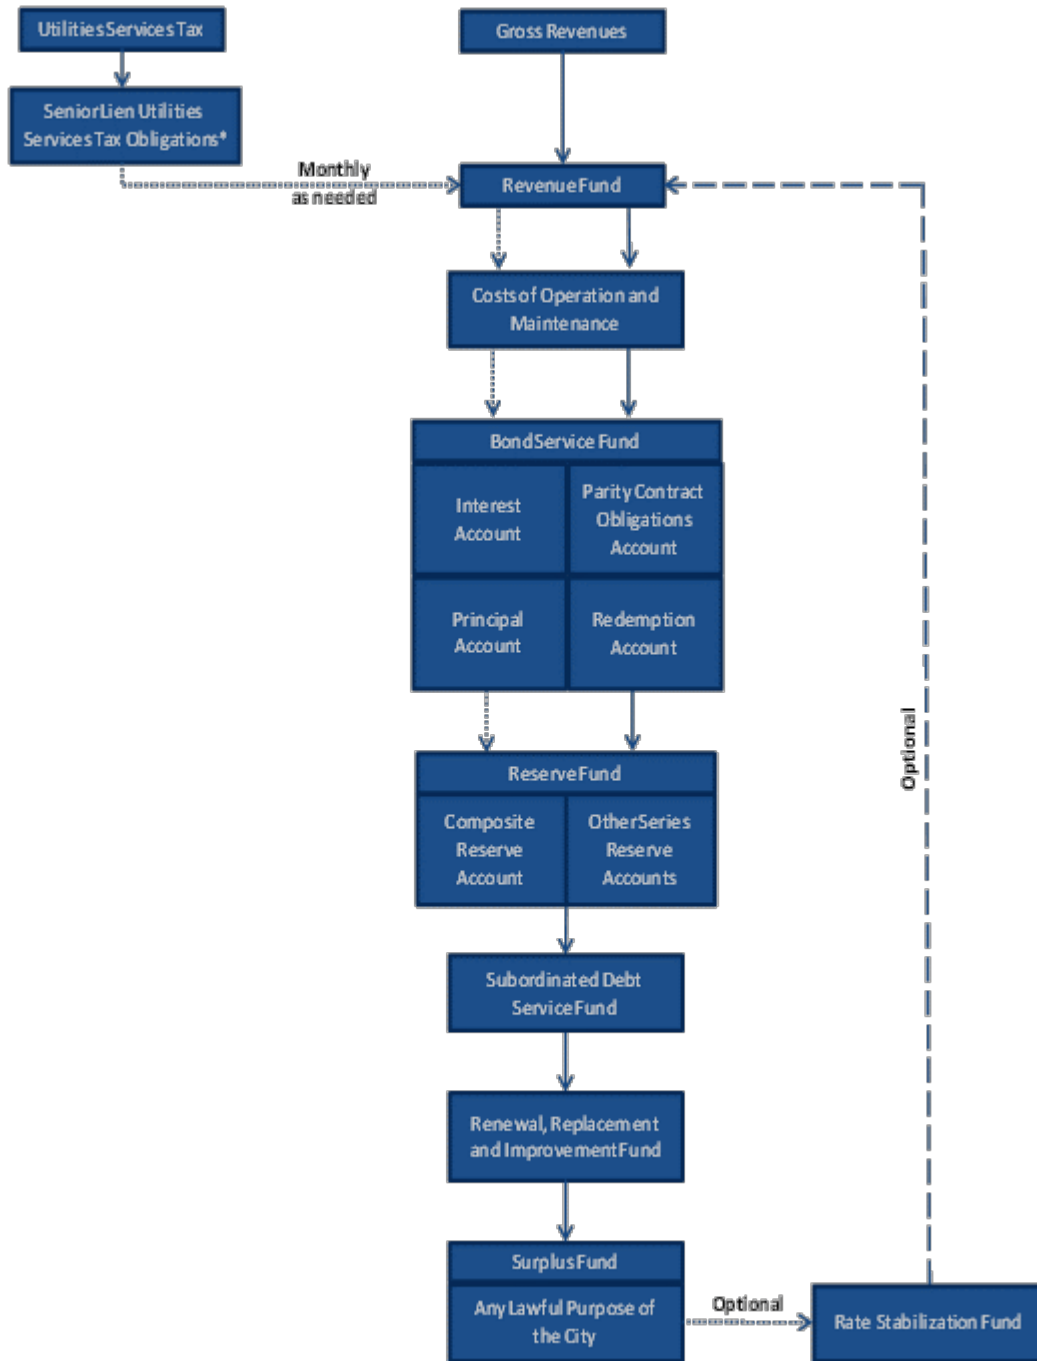 Utilities Services Tax
Gross Revenues
Senior Lien Utilities
Services Tax Obligations*
Monthly
as needed
Revenue Fund
Costs of Operation and
Maintenance
Bond Service Fund
Interest
Account
Parity Contract
Obligations
Account
Principal
Account
Redemption
Account
Reserve Fund
Composite
Reserve
Account
Other Series
Reserve
Accounts
Optional
Subordinated Debt
Service Fund
Renewal, Replacement
and Improvement Fund
Surplus Fund
Any Lawful Purpose of
the City
Optional
Rate Stabilization Fund